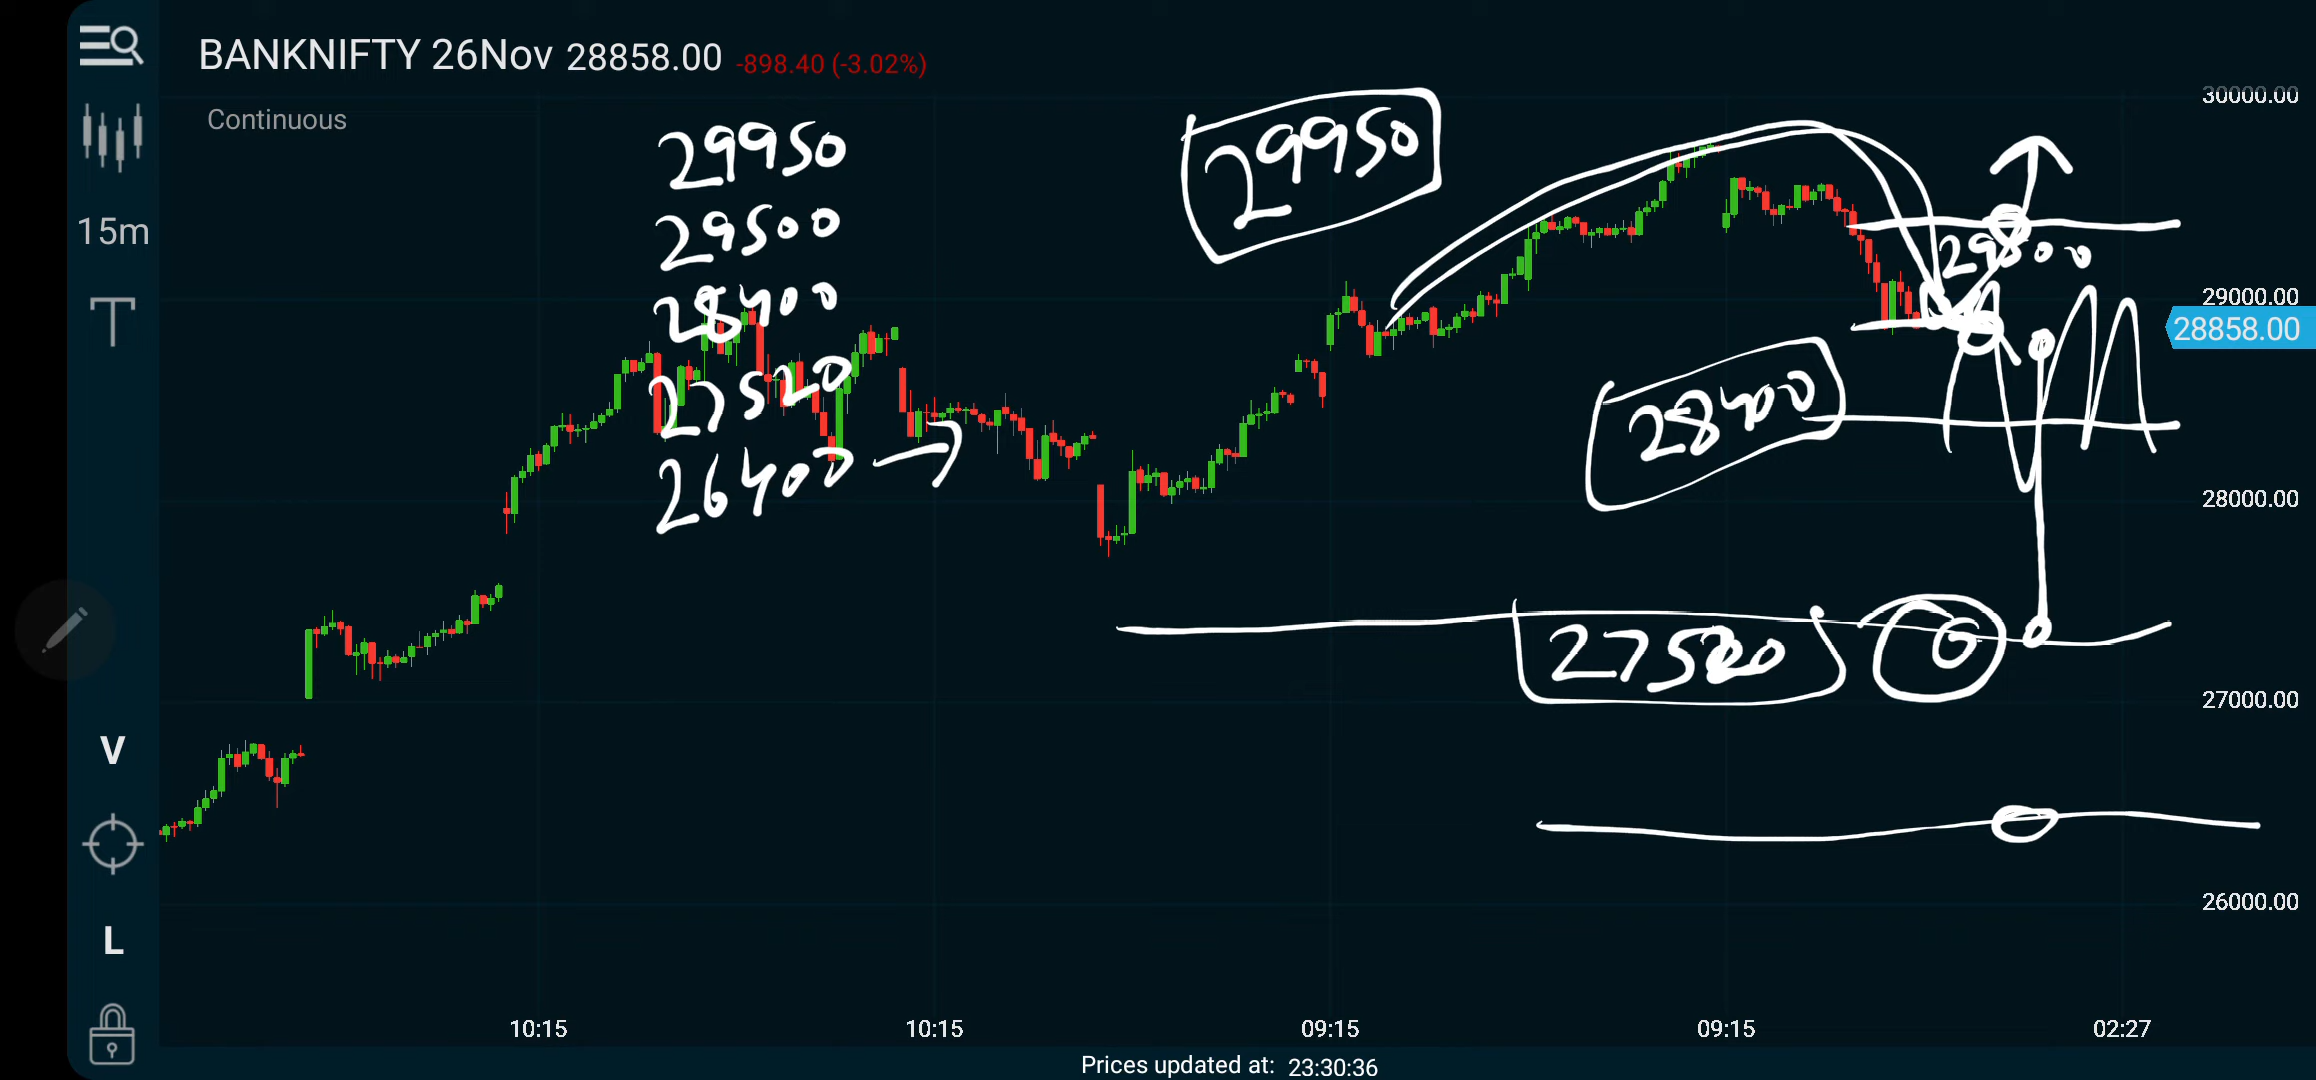 BANKNIFTY 26Nov 28858.00 -898.40 (-3.02%)
Continuous
15m
T
V
L
29950
29500
28400
27520
26400
29950
29800
28400
27520
30000.00
29000.00
28858.00
28000.00
27000.00
26000.00
10:15 10:15 09:15 09:15 02:27
Prices updated at: 23:30:36